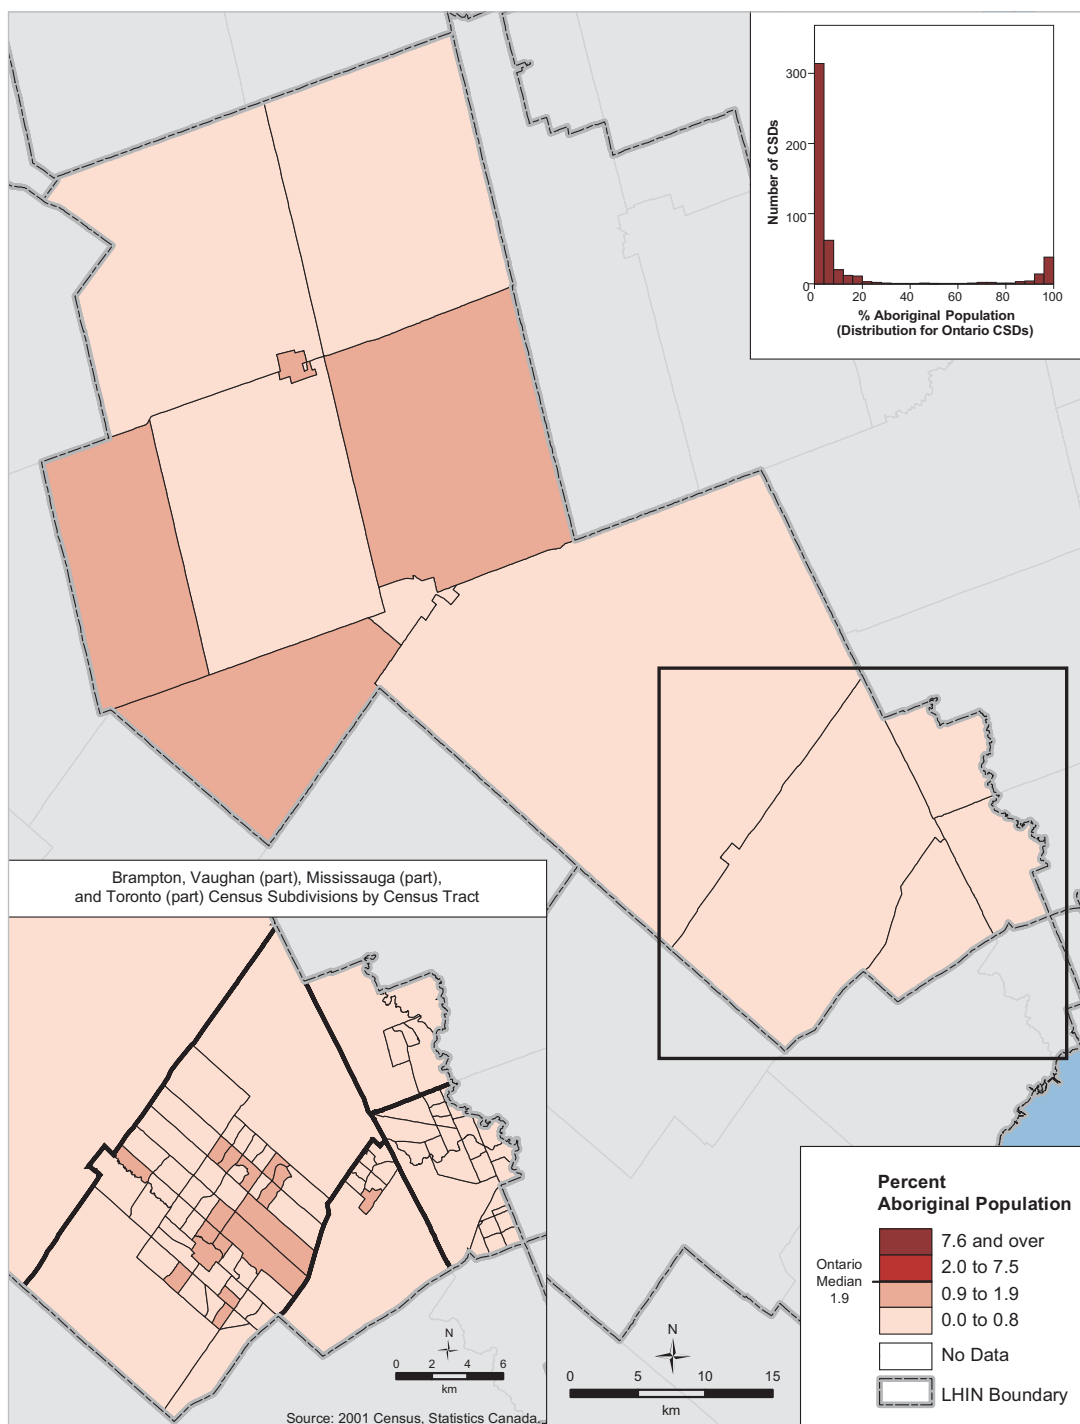 300
200
100
0
Number of CSDs
0 20 40 60 80 100
% Aboriginal Population
(Distribution for Ontario CSDs)
Brampton, Vaughan (part), Mississauga (part),
and Toronto (part) Census Subdivisions by Census Tract
N
0 2 4 6
km
Source: 2001 Census, Statistics Canada.
N
0 5 10 15
km
Percent
Aboriginal Population
7.6 and over
2.0 to 7.5
0.9 to 1.9
0.0 to 0.8
No Data
LHIN Boundary
Ontario
Median
1.9